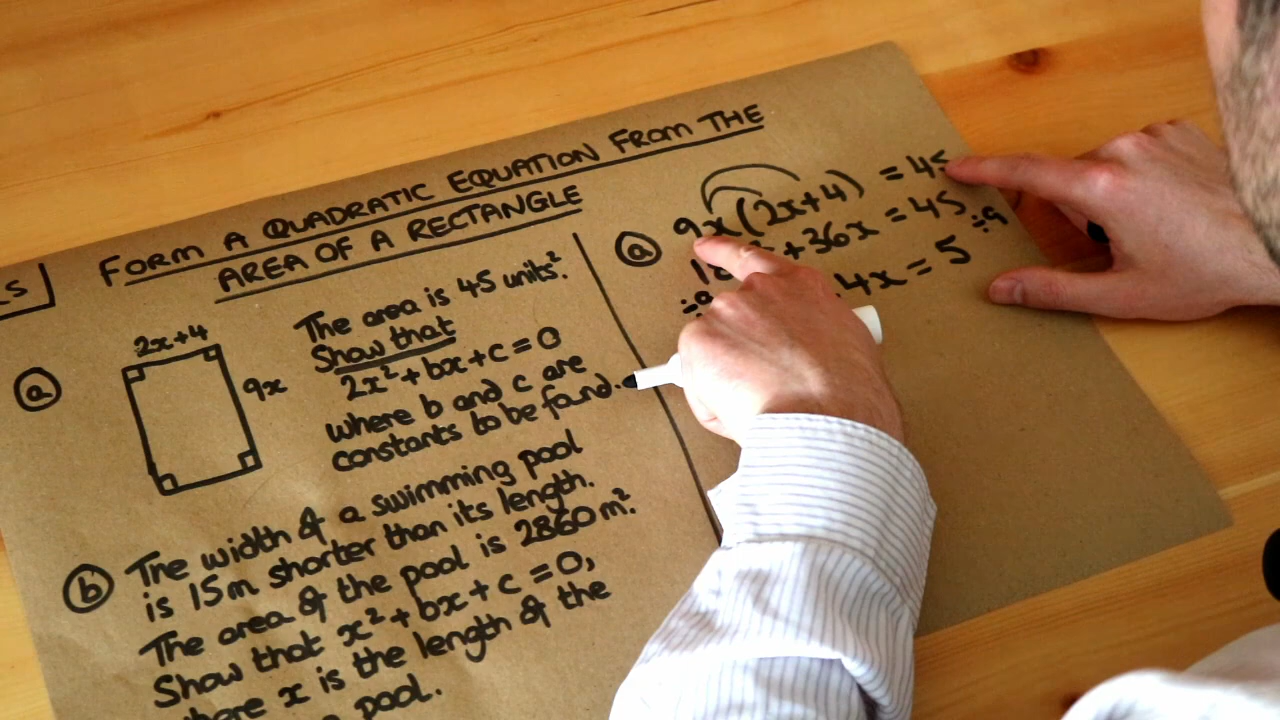 FORM A QUADRATIC EQUATION FROM THE
AREA OF A RECTANGLE
a
2x+4
9x
The area is 45 units².
Show that
2x²+bx+c=0
where b and c are
constants to be found.
b
The width of a swimming pool
is 15m shorter than its length.
The area of the pool is 2860m².
Show that x²+bx+c=0,
where x is the length of the
pool.
a
9x(2x+4)=45
+36x=45
÷9
÷9
4x=5